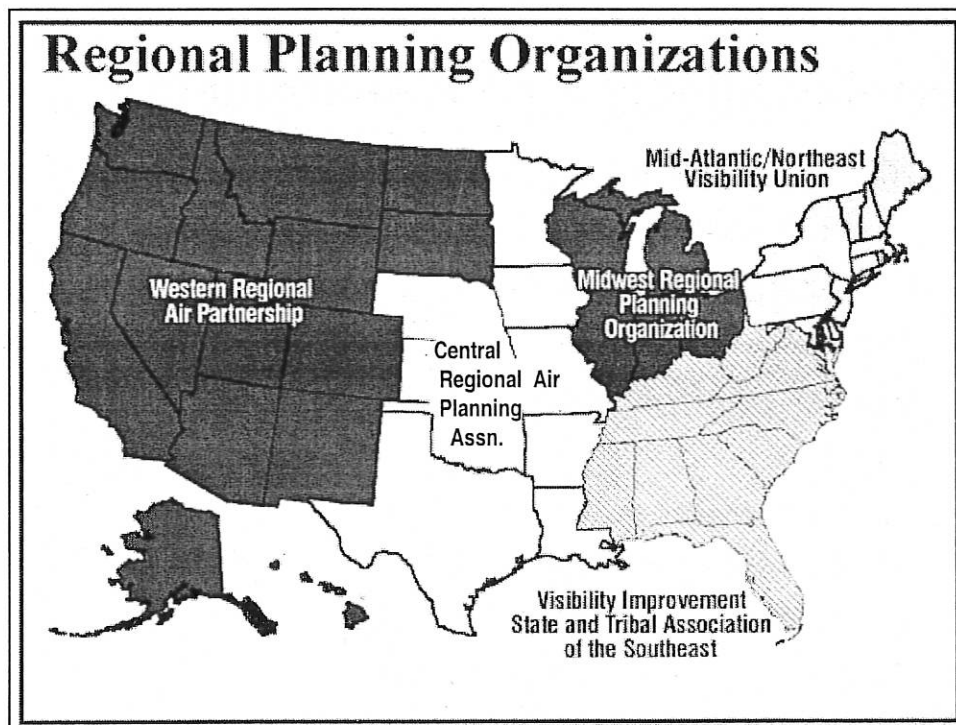 Regional Planning Organizations
Mid-Atlantic/Northeast
Visibility Union
Western Regional
Air Partnership
Midwest Regional
Planning
Organization
Central
Regional Air
Planning
Assn.
Visibility Improvement
State and Tribal Association
of the Southeast